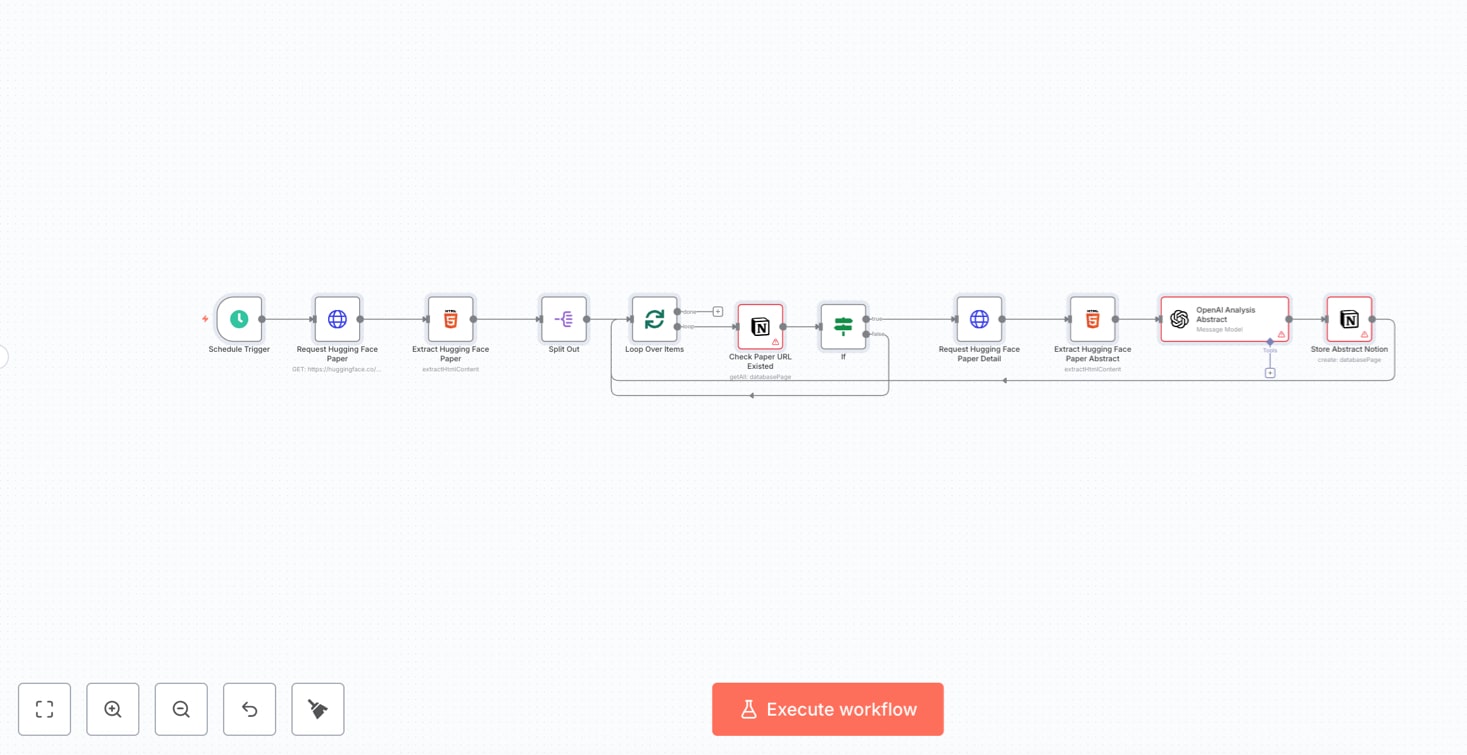 Schedule Trigger
Request Hugging Face
Paper
GET: https://huggingface.co/...
HTML
Extract Hugging Face
Paper
extractHtmlContent
Split Out
Loop Over Items
done
loop
Check Paper URL
Existed
getAll: databasePage
If
true
false
Request Hugging Face
Paper Detail
HTML
Extract Hugging Face
Paper Abstract
extractHtmlContent
OpenAI Analysis
Abstract
Message Model
Tools
Store Abstract Notion
create: databasePage
Execute workflow